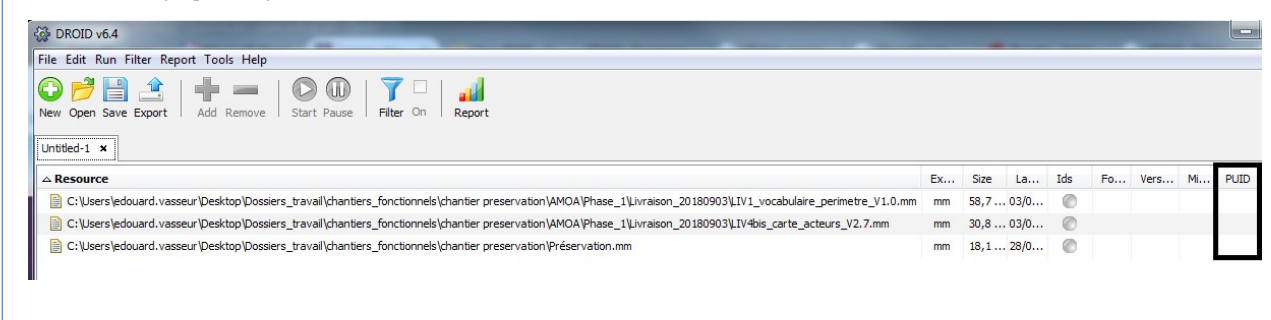 DROID v6.4
File Edit Run Filter Report Tools Help
New Open Save Export Add Remove Start Pause Filter On Report
Untitled-1
Resource Ex... Size La... Ids Fo... Vers... Mi... PUID
C:\Users\edouard.vasseur\Desktop\Dossiers_travail\chantiers_fonctionnels\chantier preservation\AMOA\Phase_1\Livraison_20180903\LIV1_vocabulaire_perimetre_V1.0.mm mm 58,7 ... 03/0...
C:\Users\edouard.vasseur\Desktop\Dossiers_travail\chantiers_fonctionnels\chantier preservation\AMOA\Phase_1\Livraison_20180903\LIV4bis_carte_acteurs_V2.7.mm mm 30,8 ... 03/0...
C:\Users\edouard.vasseur\Desktop\Dossiers_travail\chantiers_fonctionnels\chantier preservation\Préservation.mm mm 18,1 ... 28/0...